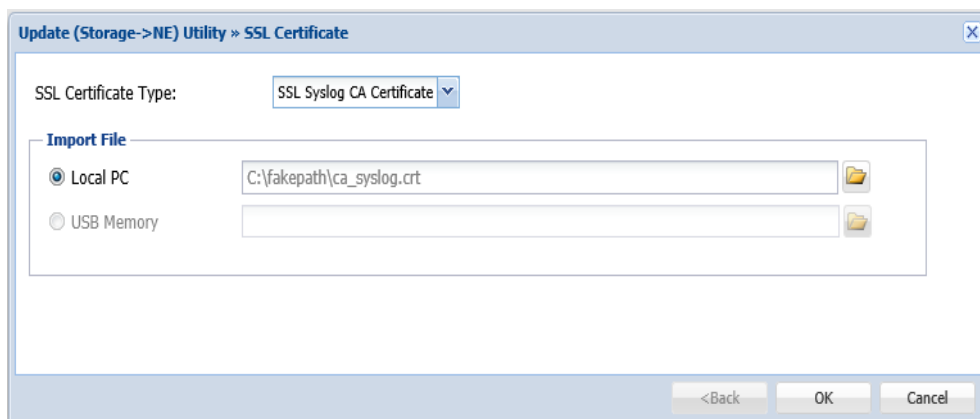 Update (Storage->NE) Utility » SSL Certificate
SSL Certificate Type:
SSL Syslog CA Certificate
Import File
Local PC
C:\fakepath\ca_syslog.crt
USB Memory
<Back
OK
Cancel